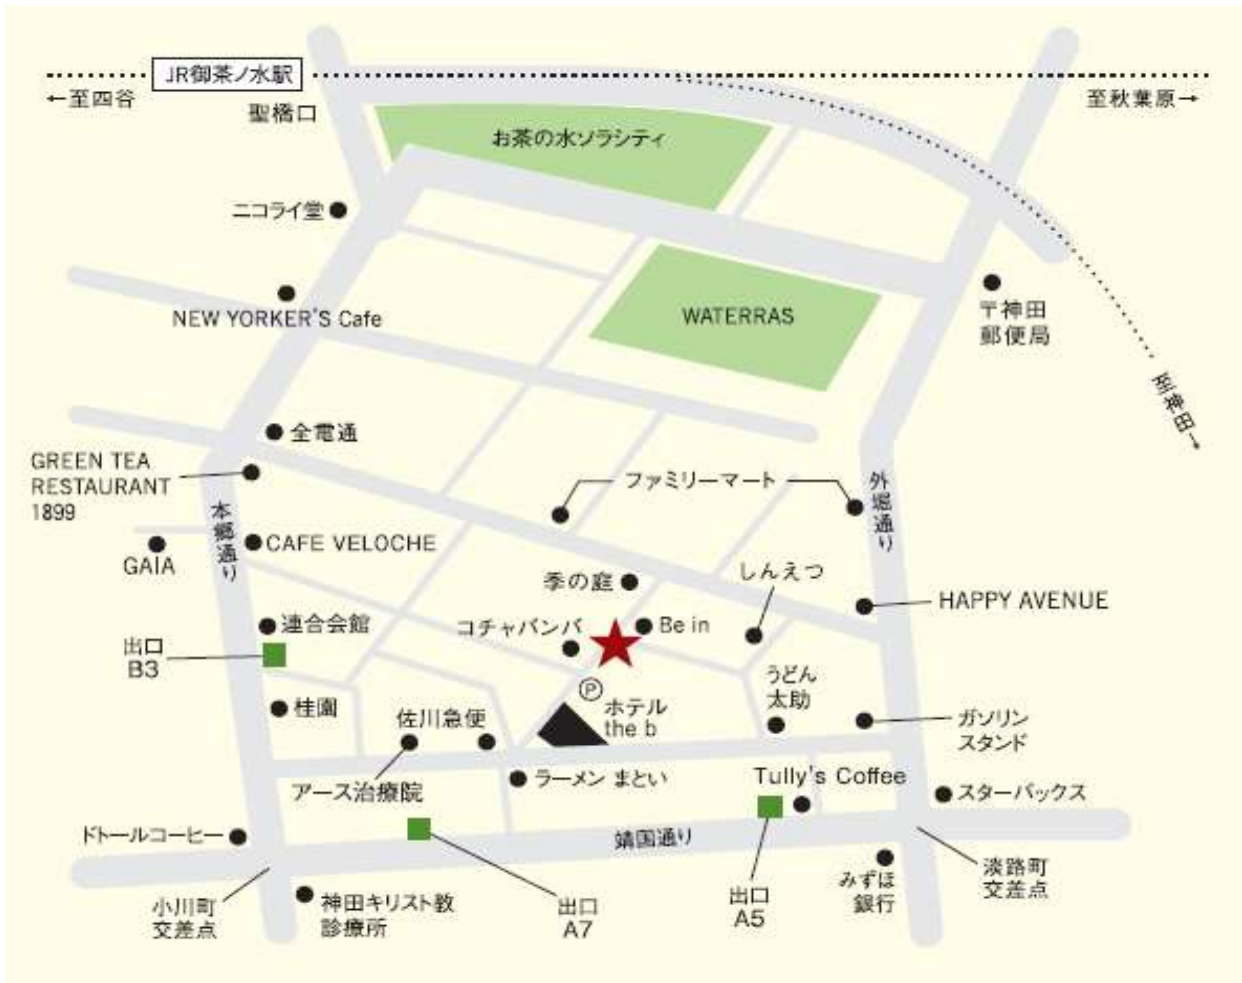 JR御茶ノ水駅
←至四谷
至秋葉原→
聖橋口
お茶の水ソラシティ
ニコライ堂
NEW YORKER'S Cafe
WATERRAS
〒神田
郵便局
至神田→
全電通
GREEN TEA
RESTAURANT
1899
ファミリーマート
外堀通り
本郷通り
GAIA
CAFE VELOCHE
季の庭
しんえつ
HAPPY AVENUE
連合会館
コチャバンバ
Be in
出口
B3
うどん
太助
P
ホテル
the b
桂園
佐川急便
ガソリン
スタンド
アース治療院
ラーメン まとい
Tully's Coffee
スターバックス
ドトールコーヒー
靖国通り
小川町
交差点
神田キリスト教
診療所
出口
A7
出口
A5
みずほ
銀行
淡路町
交差点